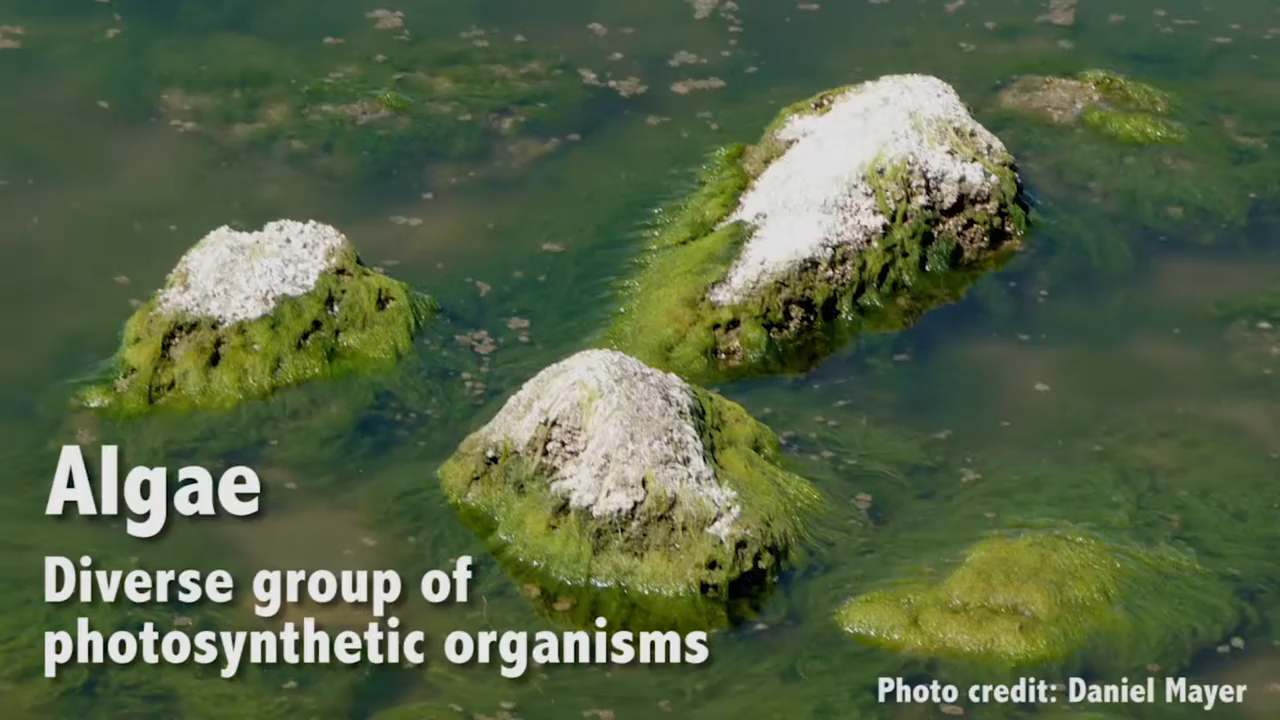 Algae
Diverse group of
photosynthetic organisms
Photo credit: Daniel Mayer